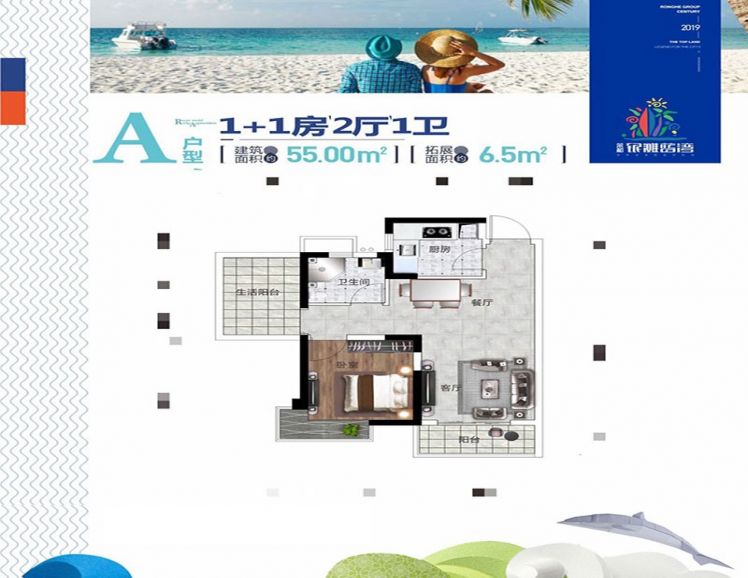 RONGHE GROUP
CENTURY
2019
THE TOP LAND
A
户型
1+1房2厅1卫
建筑面积约 55.00m²
拓展面积约 6.5m²
银滩
湾
厨房
卫生间
生活阳台
餐厅
卧室
客厅
阳台